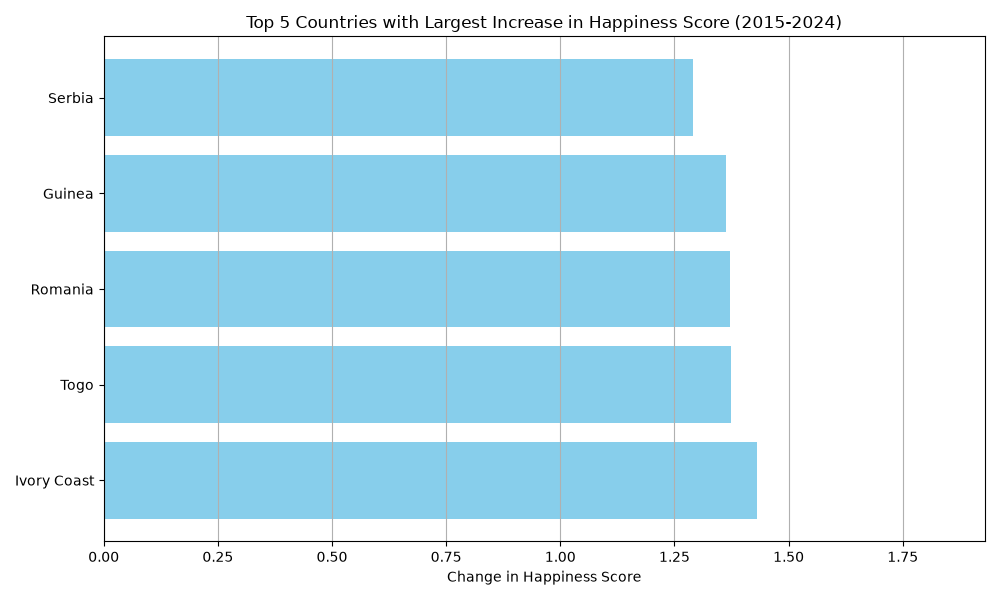 Top 5 Countries with Largest Increase in Happiness Score (2015-2024)
Serbia
Guinea
Romania
Togo
Ivory Coast
0.00 0.25 0.50 0.75 1.00 1.25 1.50 1.75
Change in Happiness Score